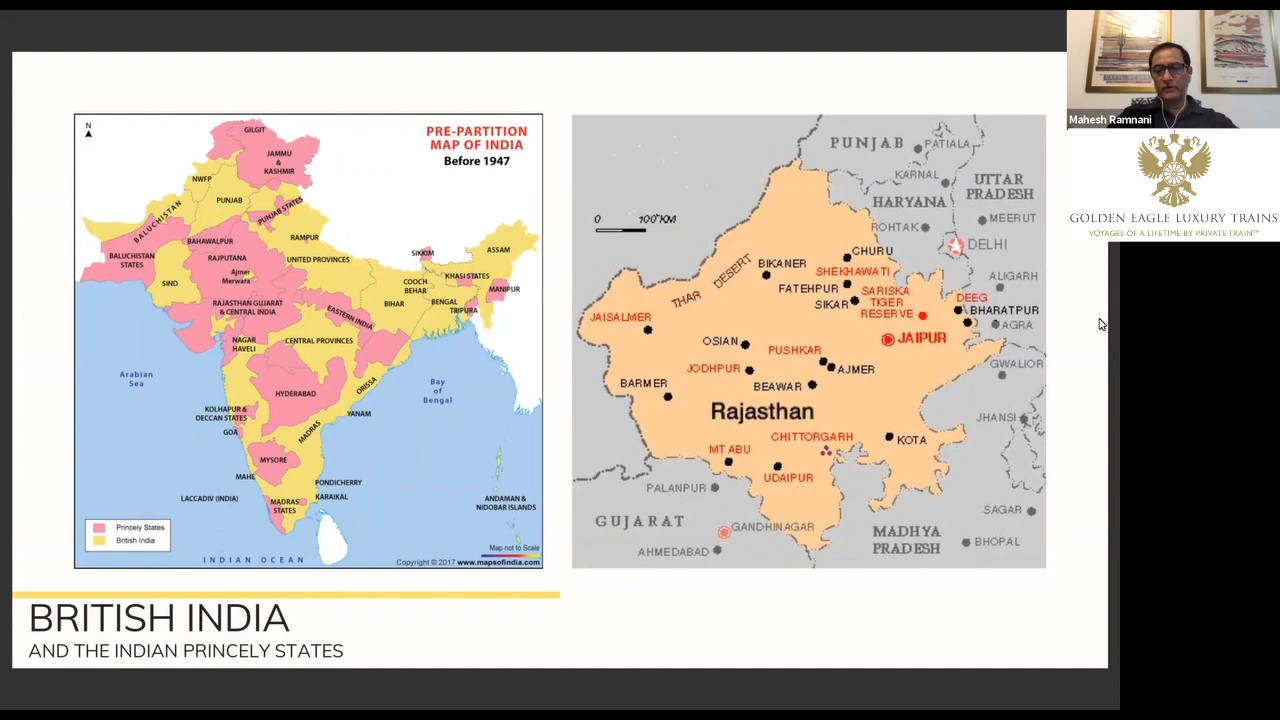 N
PRE-PARTITION
MAP OF INDIA
Before 1947
GILGIT
JAMMU
&
KASHMIR
NWFP
PUNJAB
PUNJAB STATES
BALUCHISTAN
BAHAWALPUR
RAMPUR
BALUCHISTAN
STATES
RAJPUTANA
UNITED PROVINCES
SIKKIM
ASSAM
Ajmer
Merwara
SIND
COOCH
BEHAR
KHASI STATES
MANIPUR
RAJASTHAN GUJARAT
& CENTRAL INDIA
BIHAR
BENGAL
TRIPURA
EASTERN INDIA
NAGAR
HAVELI
CENTRAL PROVINCES
Arabian
Sea
Bay
of
Bengal
HYDERABAD
ORISSA
KOLHAPUR &
DECCAN STATES
YANAM
GOA
MADRAS
MYSORE
MAHE
PONDICHERRY
KARAIKAL
LACCADIV (INDIA)
MADRAS
STATES
ANDAMAN &
NIDOBAR ISLANDS
Princely States
British India
Map not to Scale
INDIAN OCEAN
Copyright © 2017 www.mapsofindia.com
PUNJAB
PATIALA
KARNAL
UTTAR
PRADESH
HARYANA
0 100 KM
ROHTAK
MEERUT
DELHI
CHURU
THAR DESERT
BIKANER
SHEKHAWATI
ALIGARH
FATEHPUR
SARISKA
TIGER
RESERVE
SIKAR
DEEG
BHARATPUR
JAISALMER
AGRA
OSIAN
JAIPUR
PUSHKAR
GWALIOR
JODHPUR
AJMER
BARMER
BEAWAR
Rajasthan
JHANSI
CHITTORGARH
KOTA
MT ABU
UDAIPUR
PALANPUR
SAGAR
GUJARAT
GANDHINAGAR
MADHYA
PRADESH
BHOPAL
AHMEDABAD
BRITISH INDIA
AND THE INDIAN PRINCELY STATES
Mahesh Ramnani
GOLDEN EAGLE LUXURY TRAINS
VOYAGES OF A LIFETIME BY PRIVATE TRAIN™